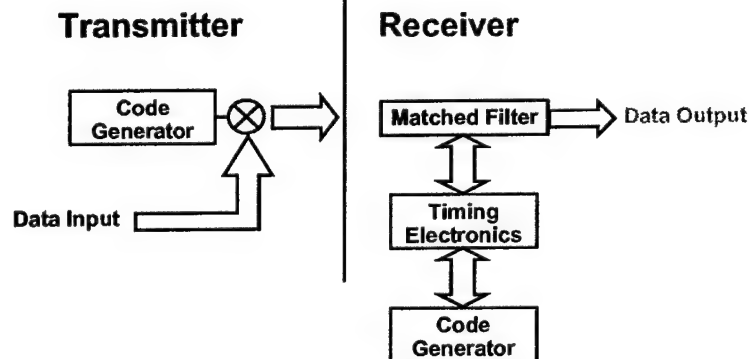 Transmitter
Receiver
Code
Generator
Data Input
Matched Filter
Data Output
Timing
Electronics
Code
Generator